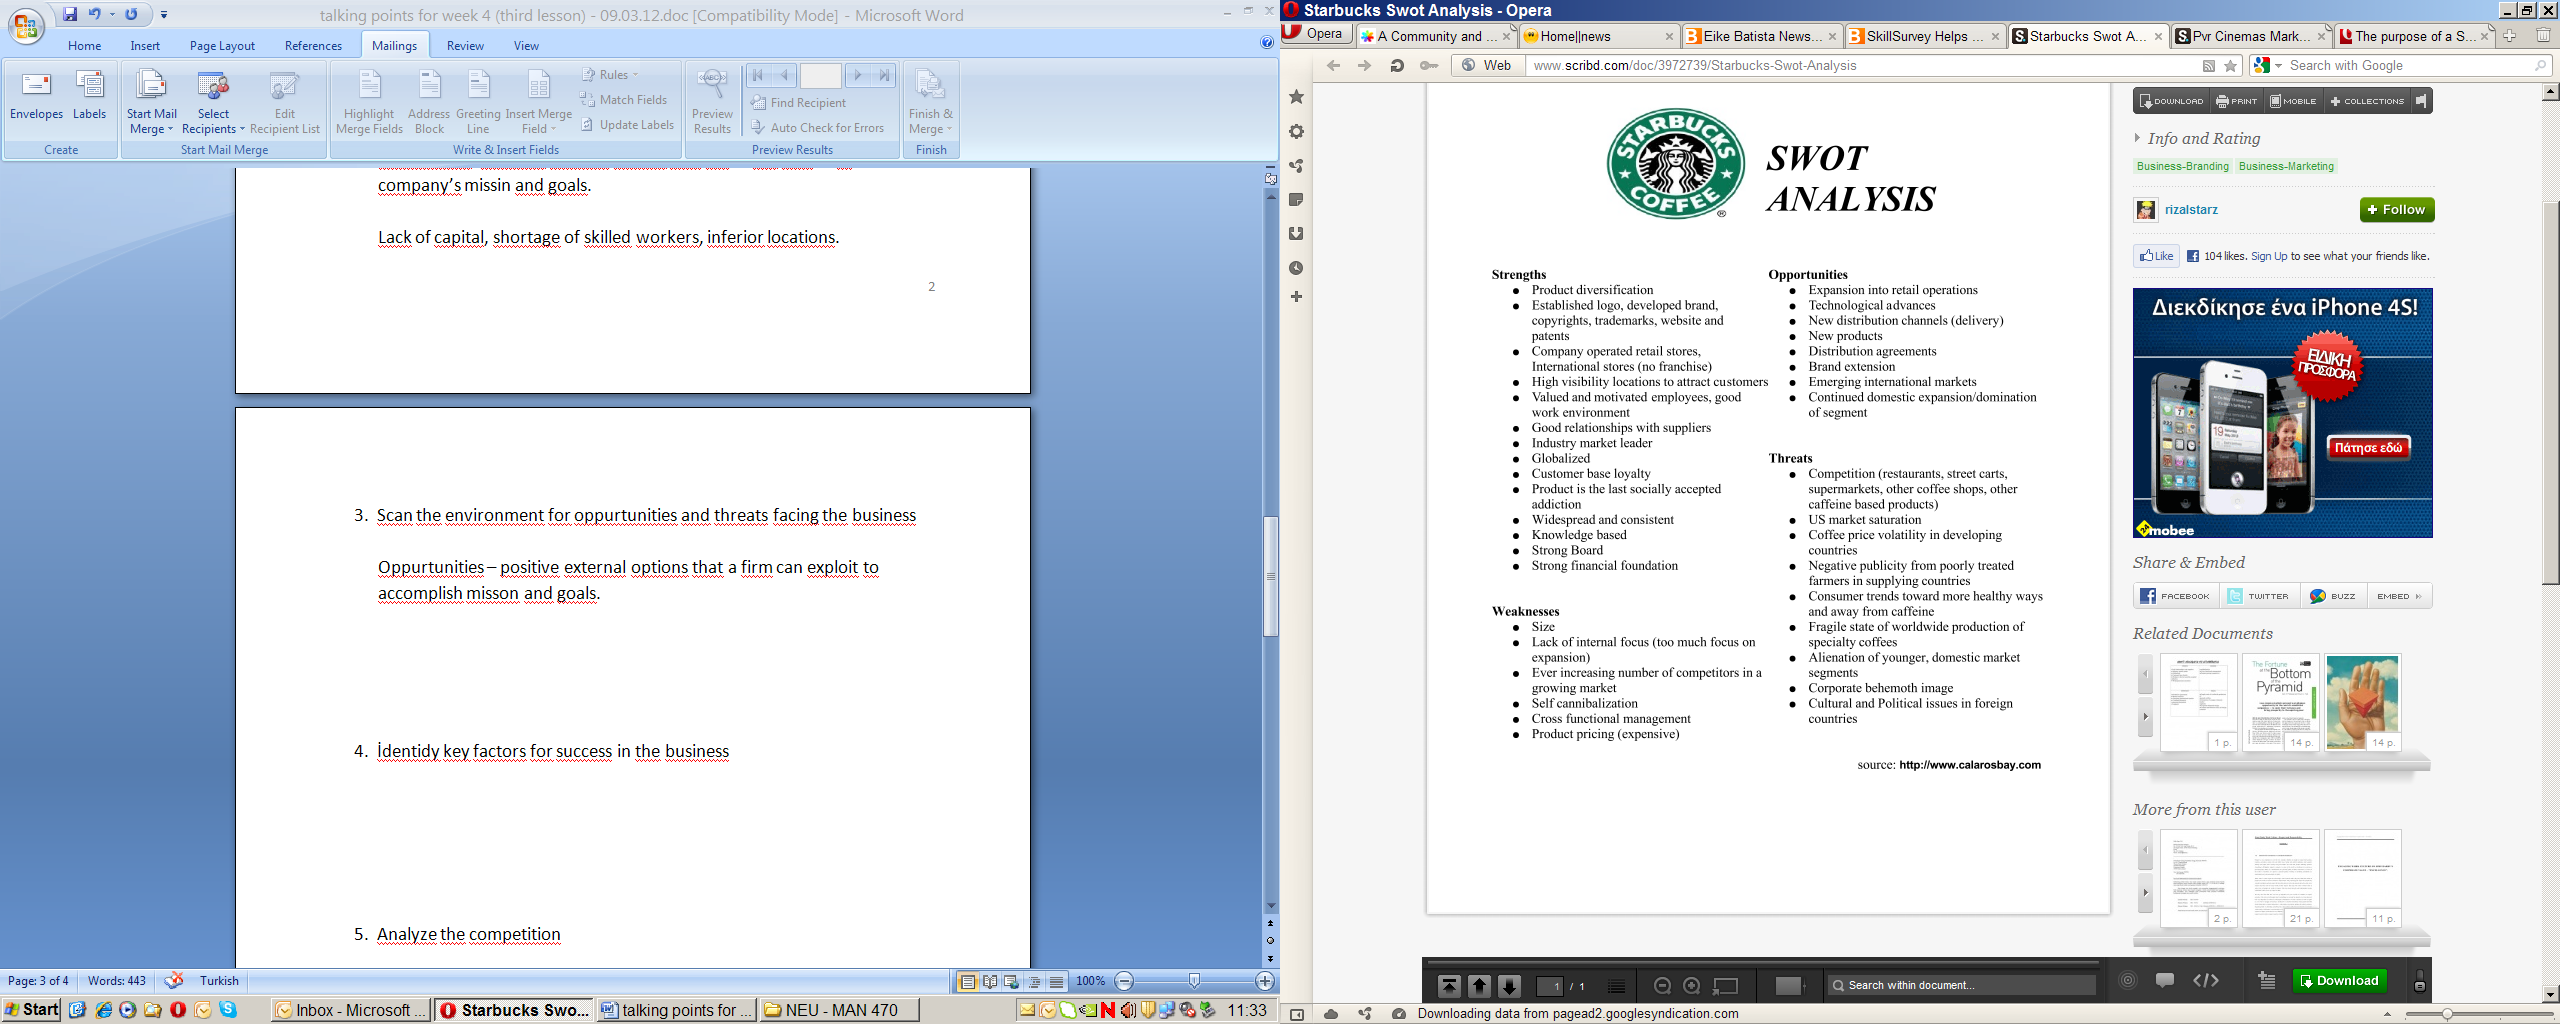 talking points for week 4 (third lesson) - 09.03.12.doc [Compatibility Mode] - Microsoft Word
Home Insert Page Layout References Mailings Review View
Envelopes Labels Start Mail Merge Select Recipients Edit Recipient List Highlight Merge Fields Address Block Greeting Line Insert Merge Field Rules Match Fields Update Labels Preview Results Find Recipient Auto Check for Errors Finish & Merge
Create Start Mail Merge Write & Insert Fields Preview Results Finish
company's missin and goals.
Lack of capital, shortage of skilled workers, inferior locations.
2
3. Scan the environment for oppurtunities and threats facing the business
Oppurtunities – positive external options that a firm can exploit to
accomplish misson and goals.
4. İdentidy key factors for success in the business
5. Analyze the competition
Page: 3 of 4 Words: 443 Turkish 100%
Start Inbox - Microsoft ... Starbucks Swo... talking points for ... NEU - MAN 470 11:33
Starbucks Swot Analysis - Opera
Opera A Community and ... Home||news Eike Batista News... SkillSurvey Helps ... Starbucks Swot A... Pvr Cinemas Mark... The purpose of a S...
Web www.scribd.com/doc/3972739/Starbucks-Swot-Analysis Search with Google
STARBUCKS
COFFEE
®
SWOT
ANALYSIS
Strengths
● Product diversification
● Established logo, developed brand,
copyrights, trademarks, website and
patents
● Company operated retail stores,
International stores (no franchise)
● High visibility locations to attract customers
● Valued and motivated employees, good
work environment
● Good relationships with suppliers
● Industry market leader
● Globalized
● Customer base loyalty
● Product is the last socially accepted
addiction
● Widespread and consistent
● Knowledge based
● Strong Board
● Strong financial foundation
Weaknesses
● Size
● Lack of internal focus (too much focus on
expansion)
● Ever increasing number of competitors in a
growing market
● Self cannibalization
● Cross functional management
● Product pricing (expensive)
Opportunities
● Expansion into retail operations
● Technological advances
● New distribution channels (delivery)
● New products
● Distribution agreements
● Brand extension
● Emerging international markets
● Continued domestic expansion/domination
of segment
Threats
● Competition (restaurants, street carts,
supermarkets, other coffee shops, other
caffeine based products)
● US market saturation
● Coffee price volatility in developing
countries
● Negative publicity from poorly treated
farmers in supplying countries
● Consumer trends toward more healthy ways
and away from caffeine
● Fragile state of worldwide production of
specialty coffees
● Alienation of younger, domestic market
segments
● Corporate behemoth image
● Cultural and Political issues in foreign
countries
source: http://www.calarosbay.com
DOWNLOAD PRINT MOBILE COLLECTIONS
Info and Rating
Business-Branding Business-Marketing
rizalstarz + Follow
Like 104 likes. Sign Up to see what your friends like.
Διεκδίκησε ένα iPhone 4S!
ΕΙΔΙΚΗ
ΠΡΟΣΦΟΡΑ
Πάτησε εδώ
24 mobee
Share & Embed
FACEBOOK TWITTER BUZZ EMBED
Related Documents
The Fortune
at the Bottom
of the
Pyramid
1 p. 14 p. 14 p.
More from this user
2 p. 21 p. 11 p.
1 / 1 Search within document... Download
Downloading data from pagead2.googlesyndication.com